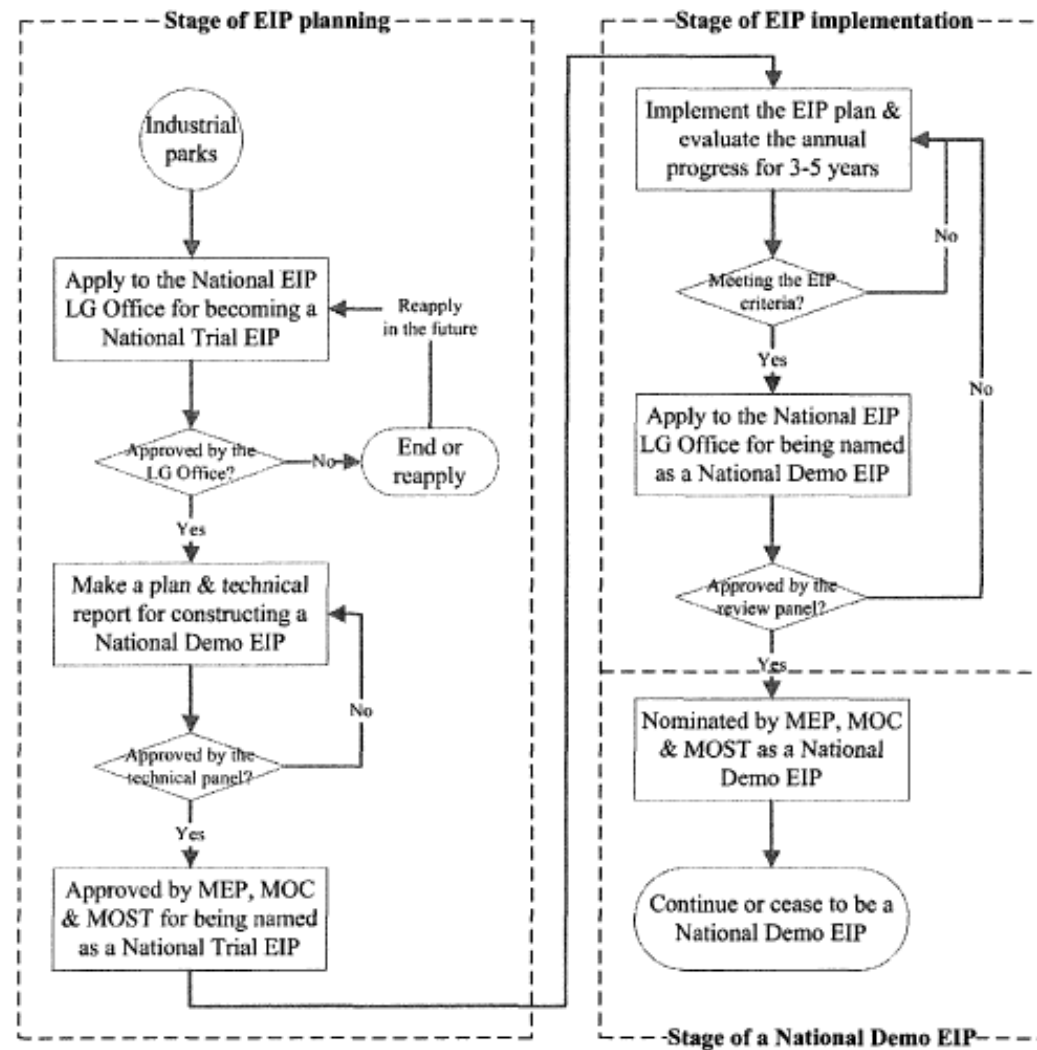 Stage of EIP planning
Industrial
parks
Apply to the National EIP
LG Office for becoming a
National Trial EIP
Reapply
in the future
Approved by the
LG Office?
No
End or
reapply
Yes
Make a plan & technical
report for constructing a
National Demo EIP
No
Approved by the
technical panel?
Yes
Approved by MEP, MOC
& MOST for being named
as a National Trial EIP
Stage of EIP implementation
Implement the EIP plan &
evaluate the annual
progress for 3-5 years
No
Meeting the EIP
criteria?
Yes
No
Apply to the National EIP
LG Office for being named
as a National Demo EIP
Approved by the
review panel?
Yes
Nominated by MEP, MOC
& MOST as a National
Demo EIP
Continue or cease to be a
National Demo EIP
Stage of a National Demo EIP